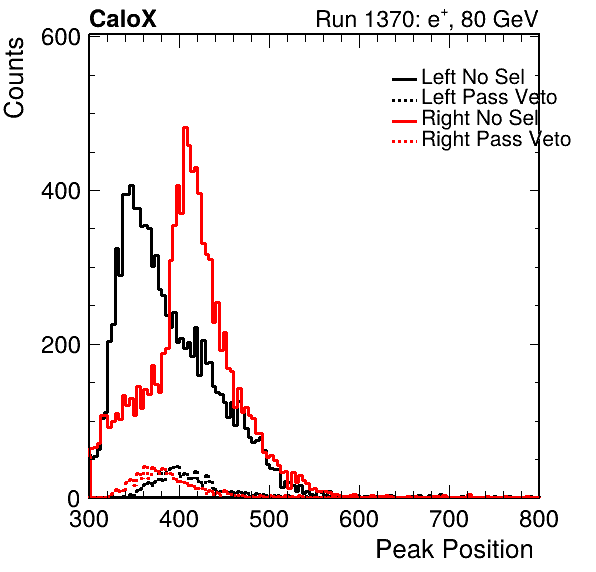 CaloX Run 1370: e+, 80 GeV
Counts
600
400
200
0
Left No Sel
Left Pass Veto
Right No Sel
Right Pass Veto
300 400 500 600 700 800
Peak Position